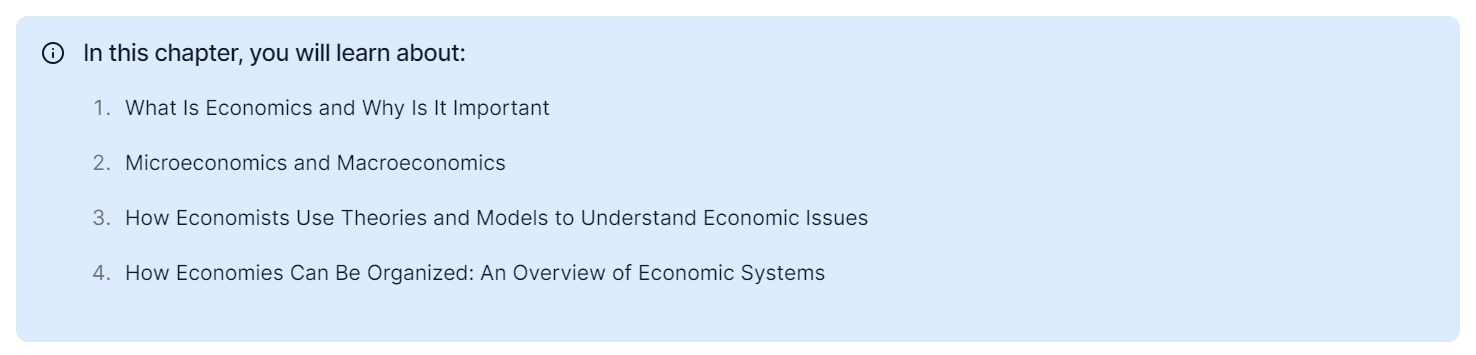 In this chapter, you will learn about:
1. What Is Economics and Why Is It Important
2. Microeconomics and Macroeconomics
3. How Economists Use Theories and Models to Understand Economic Issues
4. How Economies Can Be Organized: An Overview of Economic Systems